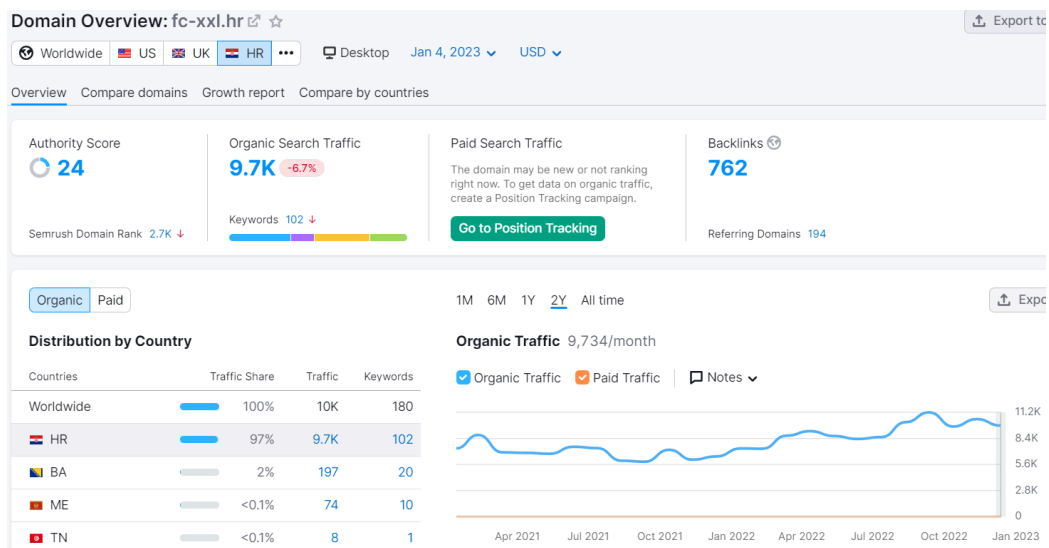 Domain Overview: fc-xxl.hr
Export to
Worldwide US UK HR ••• Desktop Jan 4, 2023 USD
Overview Compare domains Growth report Compare by countries
Authority Score
24
Semrush Domain Rank 2.7K ↓
Organic Search Traffic
9.7K -6.7%
Keywords 102 ↓
Paid Search Traffic
The domain may be new or not ranking
right now. To get data on organic traffic,
create a Position Tracking campaign.
Go to Position Tracking
Backlinks
762
Referring Domains 194
Organic Paid
Distribution by Country
Countries Traffic Share Traffic Keywords
Worldwide 100% 10K 180
HR 97% 9.7K 102
BA 2% 197 20
ME <0.1% 74 10
TN <0.1% 8 1
1M 6M 1Y 2Y All time
Expo
Organic Traffic 9,734/month
Organic Traffic Paid Traffic Notes
11.2K
8.4K
5.6K
2.8K
0
Apr 2021 Jul 2021 Oct 2021 Jan 2022 Apr 2022 Jul 2022 Oct 2022 Jan 2023